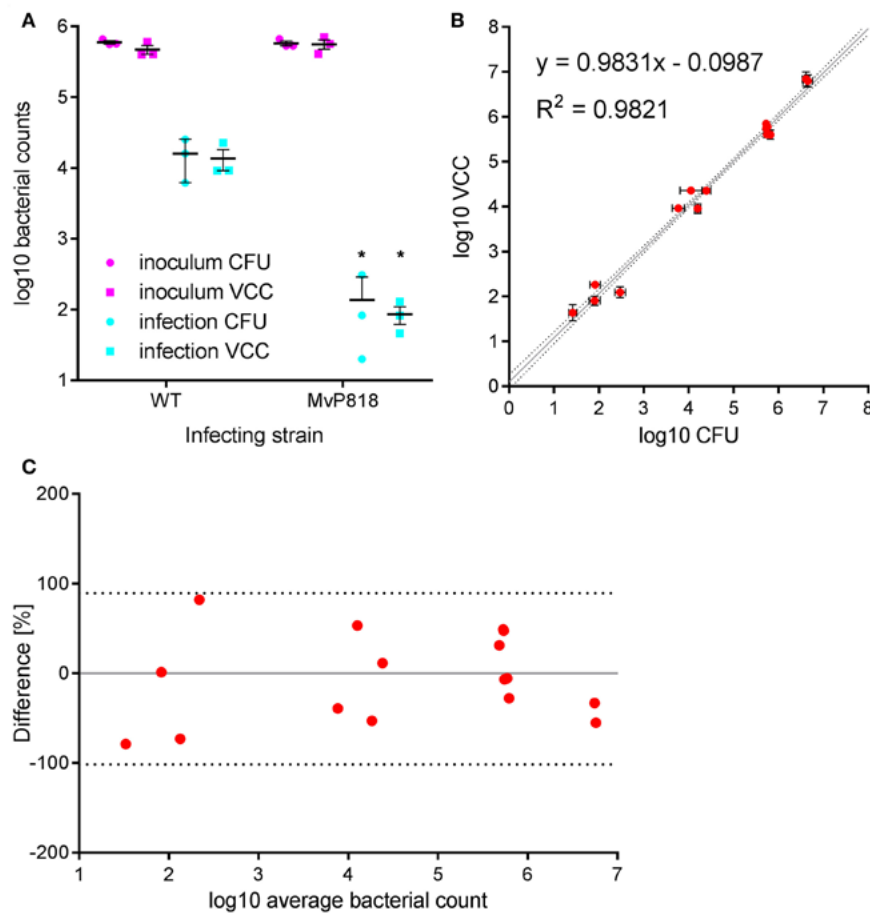 A
6
5
4
3
2
1
log10 bacterial counts
inoculum CFU
inoculum VCC
infection CFU
infection VCC
* *
WT MvP818
Infecting strain
B
8
7
6
5
4
3
2
1
0
log10 VCC
y = 0.9831x - 0.0987
R² = 0.9821
0 1 2 3 4 5 6 7 8
log10 CFU
C
200
100
0
-100
-200
Difference [%]
1 2 3 4 5 6 7
log10 average bacterial count